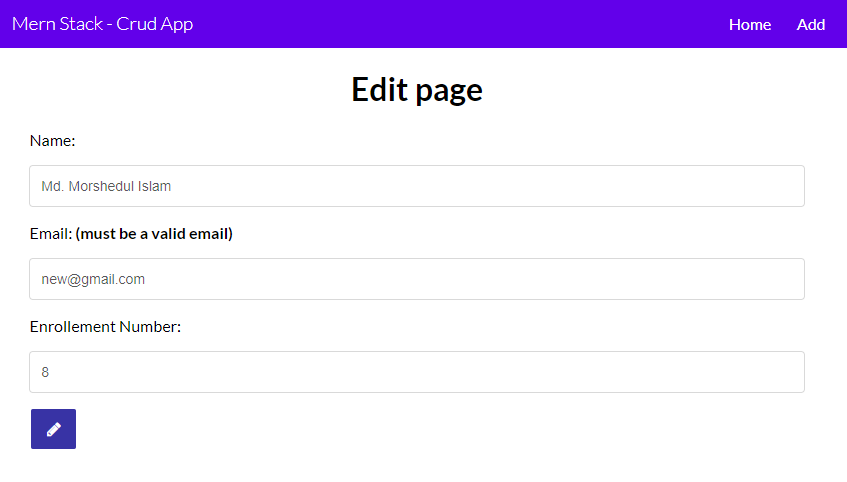 Mern Stack - Crud App
Home Add
Edit page
Name:
Md. Morshedul Islam
Email: (must be a valid email)
new@gmail.com
Enrollement Number:
8